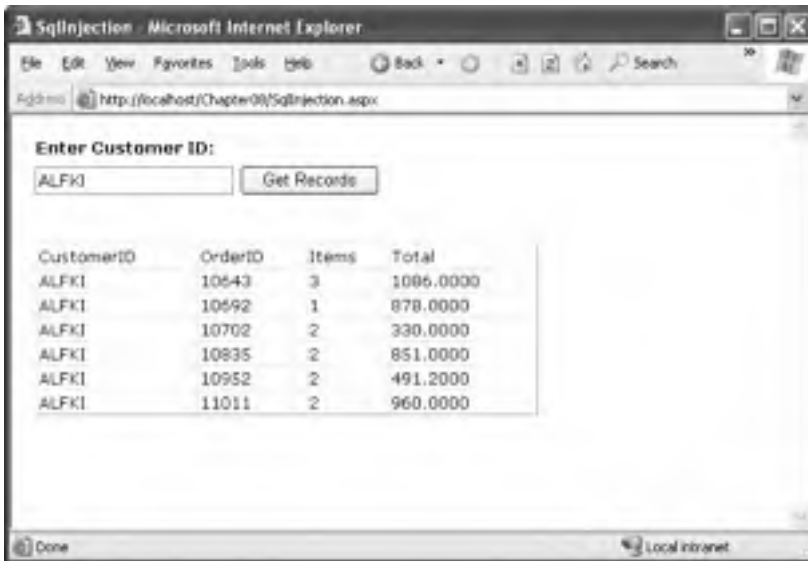 SqlInjection - Microsoft Internet Explorer
File Edit View Favorites Tools Help Back Search
Address http://localhost/Chapter08/SqlInjection.aspx
Enter Customer ID:
ALFKI Get Records
CustomerID OrderID Items Total
ALFKI 10643 3 1086.0000
ALFKI 10692 1 878.0000
ALFKI 10702 2 330.0000
ALFKI 10835 2 851.0000
ALFKI 10952 2 491.2000
ALFKI 11011 2 960.0000
Done Local intranet